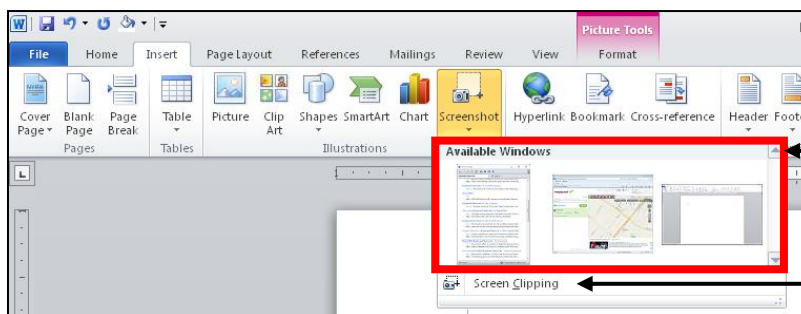 Picture Tools
File Home Insert Page Layout References Mailings Review View Format
Cover Page Blank Page Page Break Table Picture Clip Art Shapes SmartArt Chart Screenshot Hyperlink Bookmark Cross-reference Header Foot
Pages Tables Illustrations
Available Windows
Screen Clipping